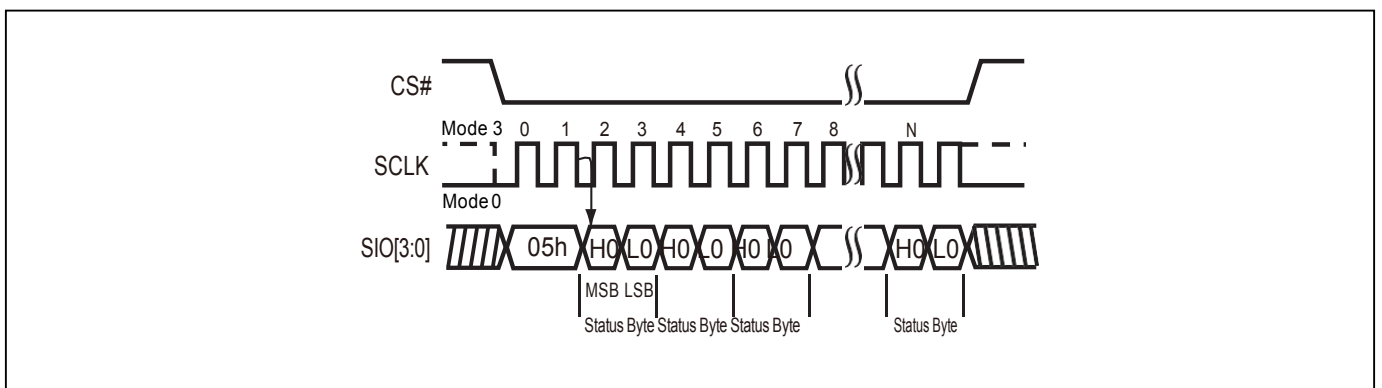 CS#
Mode 3 0 1 2 3 4 5 6 7 8 N
SCLK
Mode 0
SIO[3:0] 05h H0 L0 H0 L0 H0 L0 H0 L0
MSB LSB
Status Byte Status Byte Status Byte Status Byte